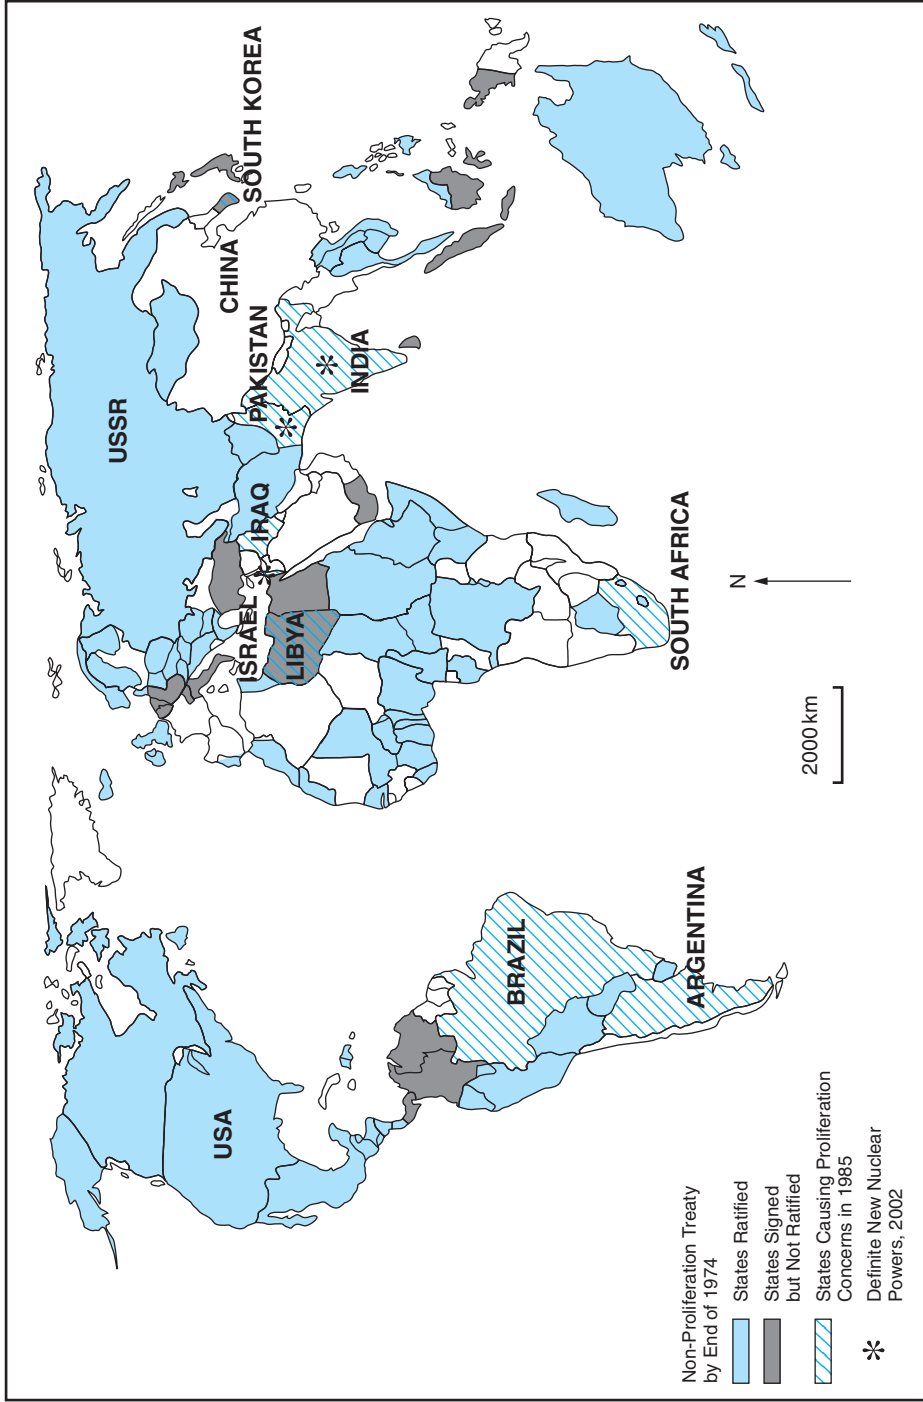 USSR
USA
CHINA
SOUTH KOREA
PAKISTAN
INDIA
IRAQ
ISRAEL
LIBYA
BRAZIL
ARGENTINA
SOUTH AFRICA
N
2000 km
Non-Proliferation Treaty
by End of 1974
States Ratified
States Signed
but Not Ratified
States Causing Proliferation
Concerns in 1985
Definite New Nuclear
Powers, 2002